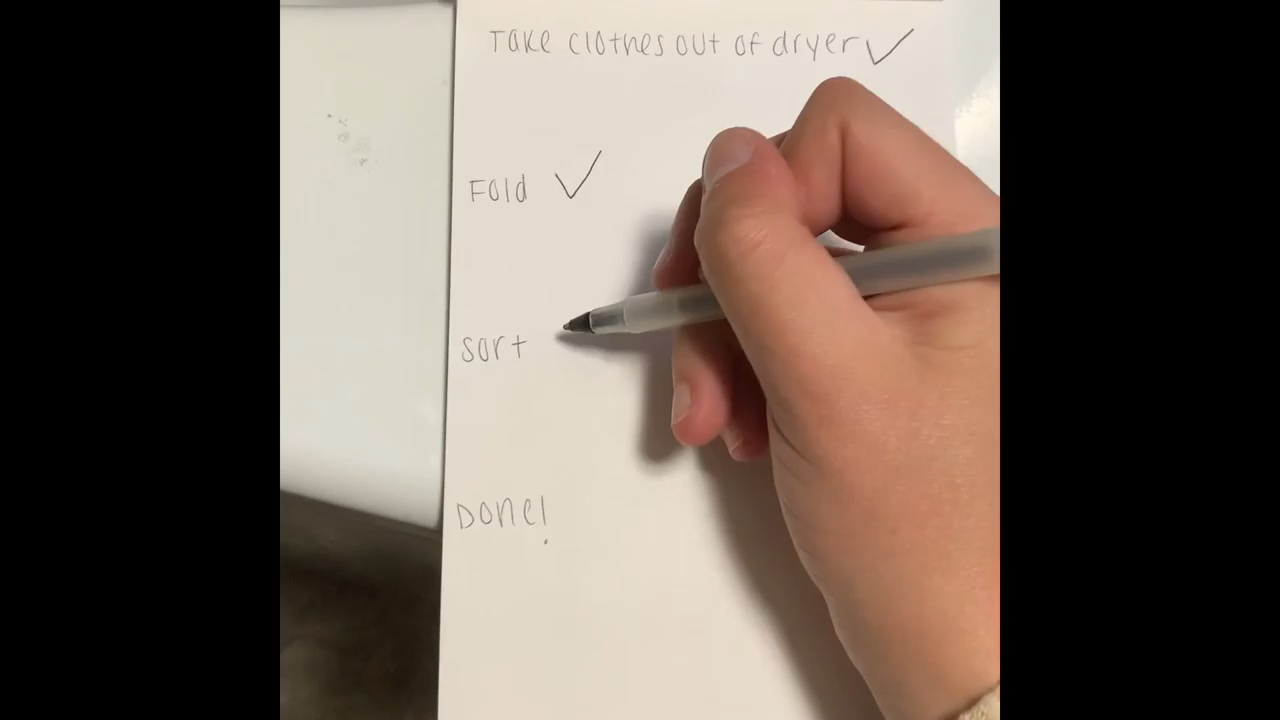 Take clothes out of dryer ✓
Fold ✓
sort
Done!